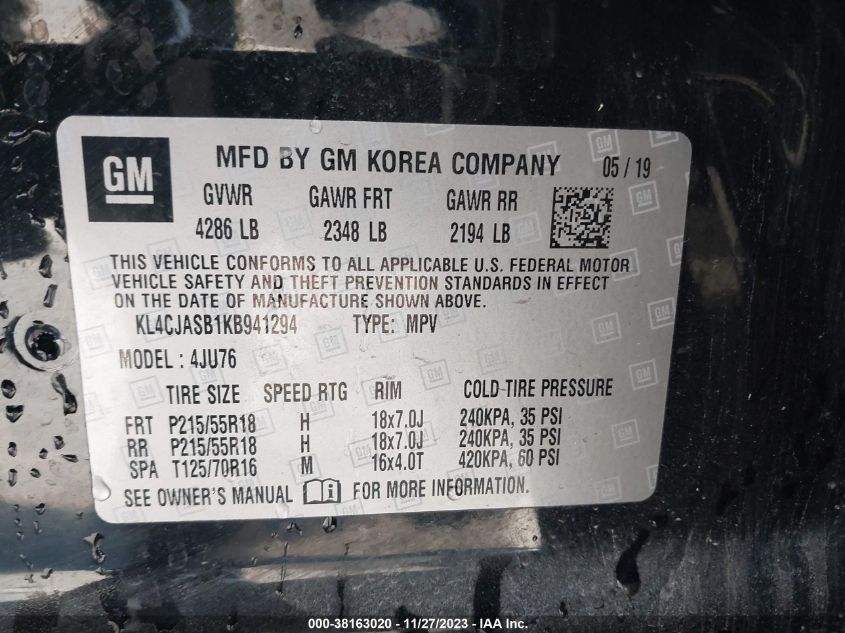 GM MFD BY GM KOREA COMPANY 05 / 19
GVWR GAWR FRT GAWR RR
4286 LB 2348 LB 2194 LB
THIS VEHICLE CONFORMS TO ALL APPLICABLE U.S. FEDERAL MOTOR
VEHICLE SAFETY AND THEFT PREVENTION STANDARDS IN EFFECT
ON THE DATE OF MANUFACTURE SHOWN ABOVE.
KL4CJASB1KB941294 TYPE: MPV
MODEL : 4JU76
TIRE SIZE SPEED RTG RIM COLD TIRE PRESSURE
FRT P215/55R18 H 18x7.0J 240KPA, 35 PSI
RR P215/55R18 H 18x7.0J 240KPA, 35 PSI
SPA T125/70R16 M 16x4.0T 420KPA, 60 PSI
SEE OWNER'S MANUAL FOR MORE INFORMATION.
000-38163020 - 11/27/2023 - IAA Inc.